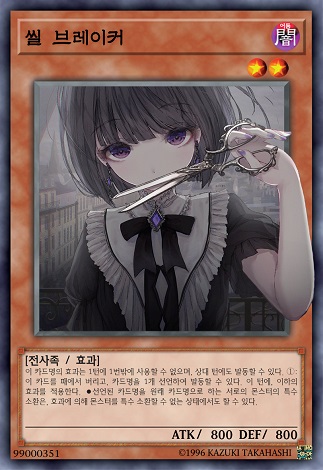 씰 브레이커
어둠
闇
[전사족 / 효과]
이 카드명의 효과는 1턴에 1번밖에 사용할 수 없으며, 상대 턴에도 발동할 수 있다. ①:
이 카드를 패에서 버리고, 카드명을 1개 선언하여 발동할 수 있다. 이 턴에, 이하의
효과를 적용한다. ●선언된 카드명을 원래 카드명으로 하는 서로의 몬스터의 특수
소환은, 효과에 의해 몬스터를 특수 소환할 수 없는 상태에서도 할 수 있다.
ATK/ 800 DEF/ 800
99000351
©1996 KAZUKI TAKAHASHI